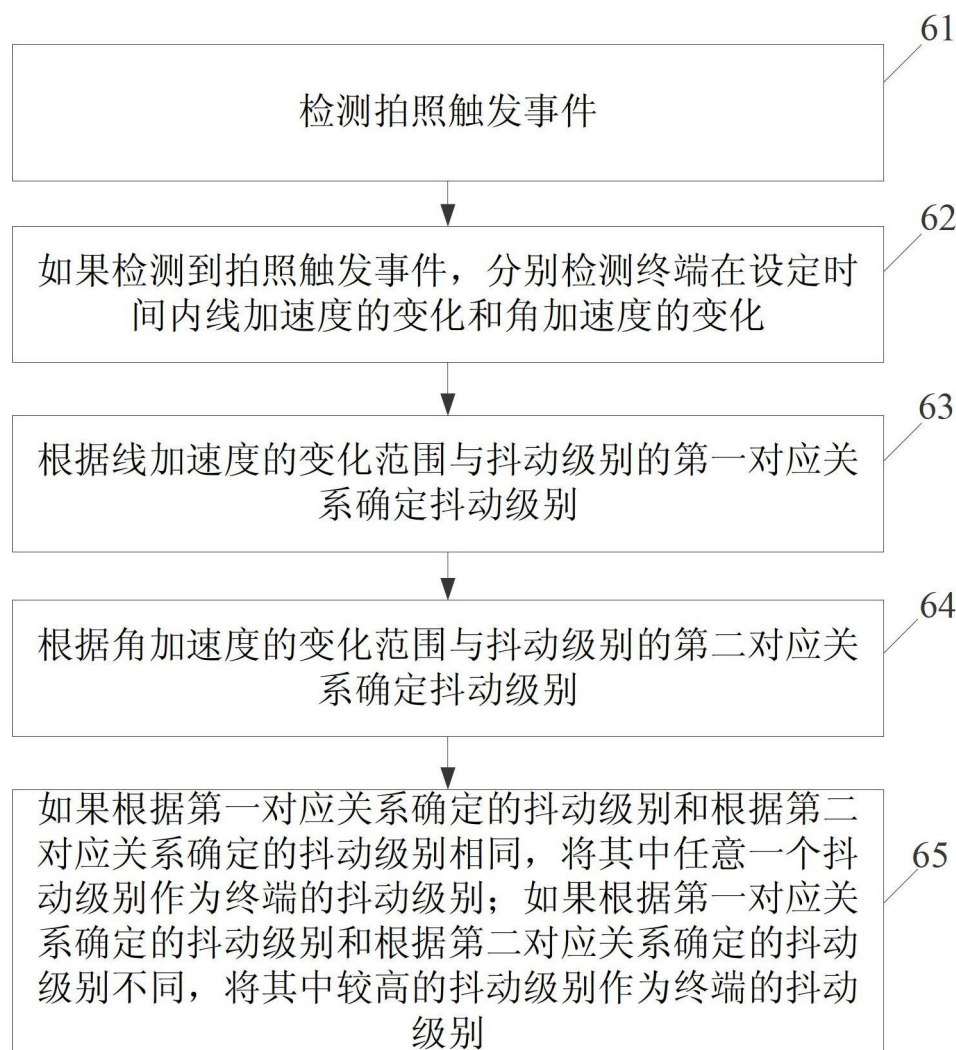 61
检测拍照触发事件
62
如果检测到拍照触发事件，分别检测终端在设定时
间内线加速度的变化和角加速度的变化
63
根据线加速度的变化范围与抖动级别的第一对应关
系确定抖动级别
64
根据角加速度的变化范围与抖动级别的第二对应关
系确定抖动级别
如果根据第一对应关系确定的抖动级别和根据第二
对应关系确定的抖动级别相同，将其中任意一个抖
动级别作为终端的抖动级别；如果根据第一对应关
系确定的抖动级别和根据第二对应关系确定的抖动
级别不同，将其中较高的抖动级别作为终端的抖动
级别
65